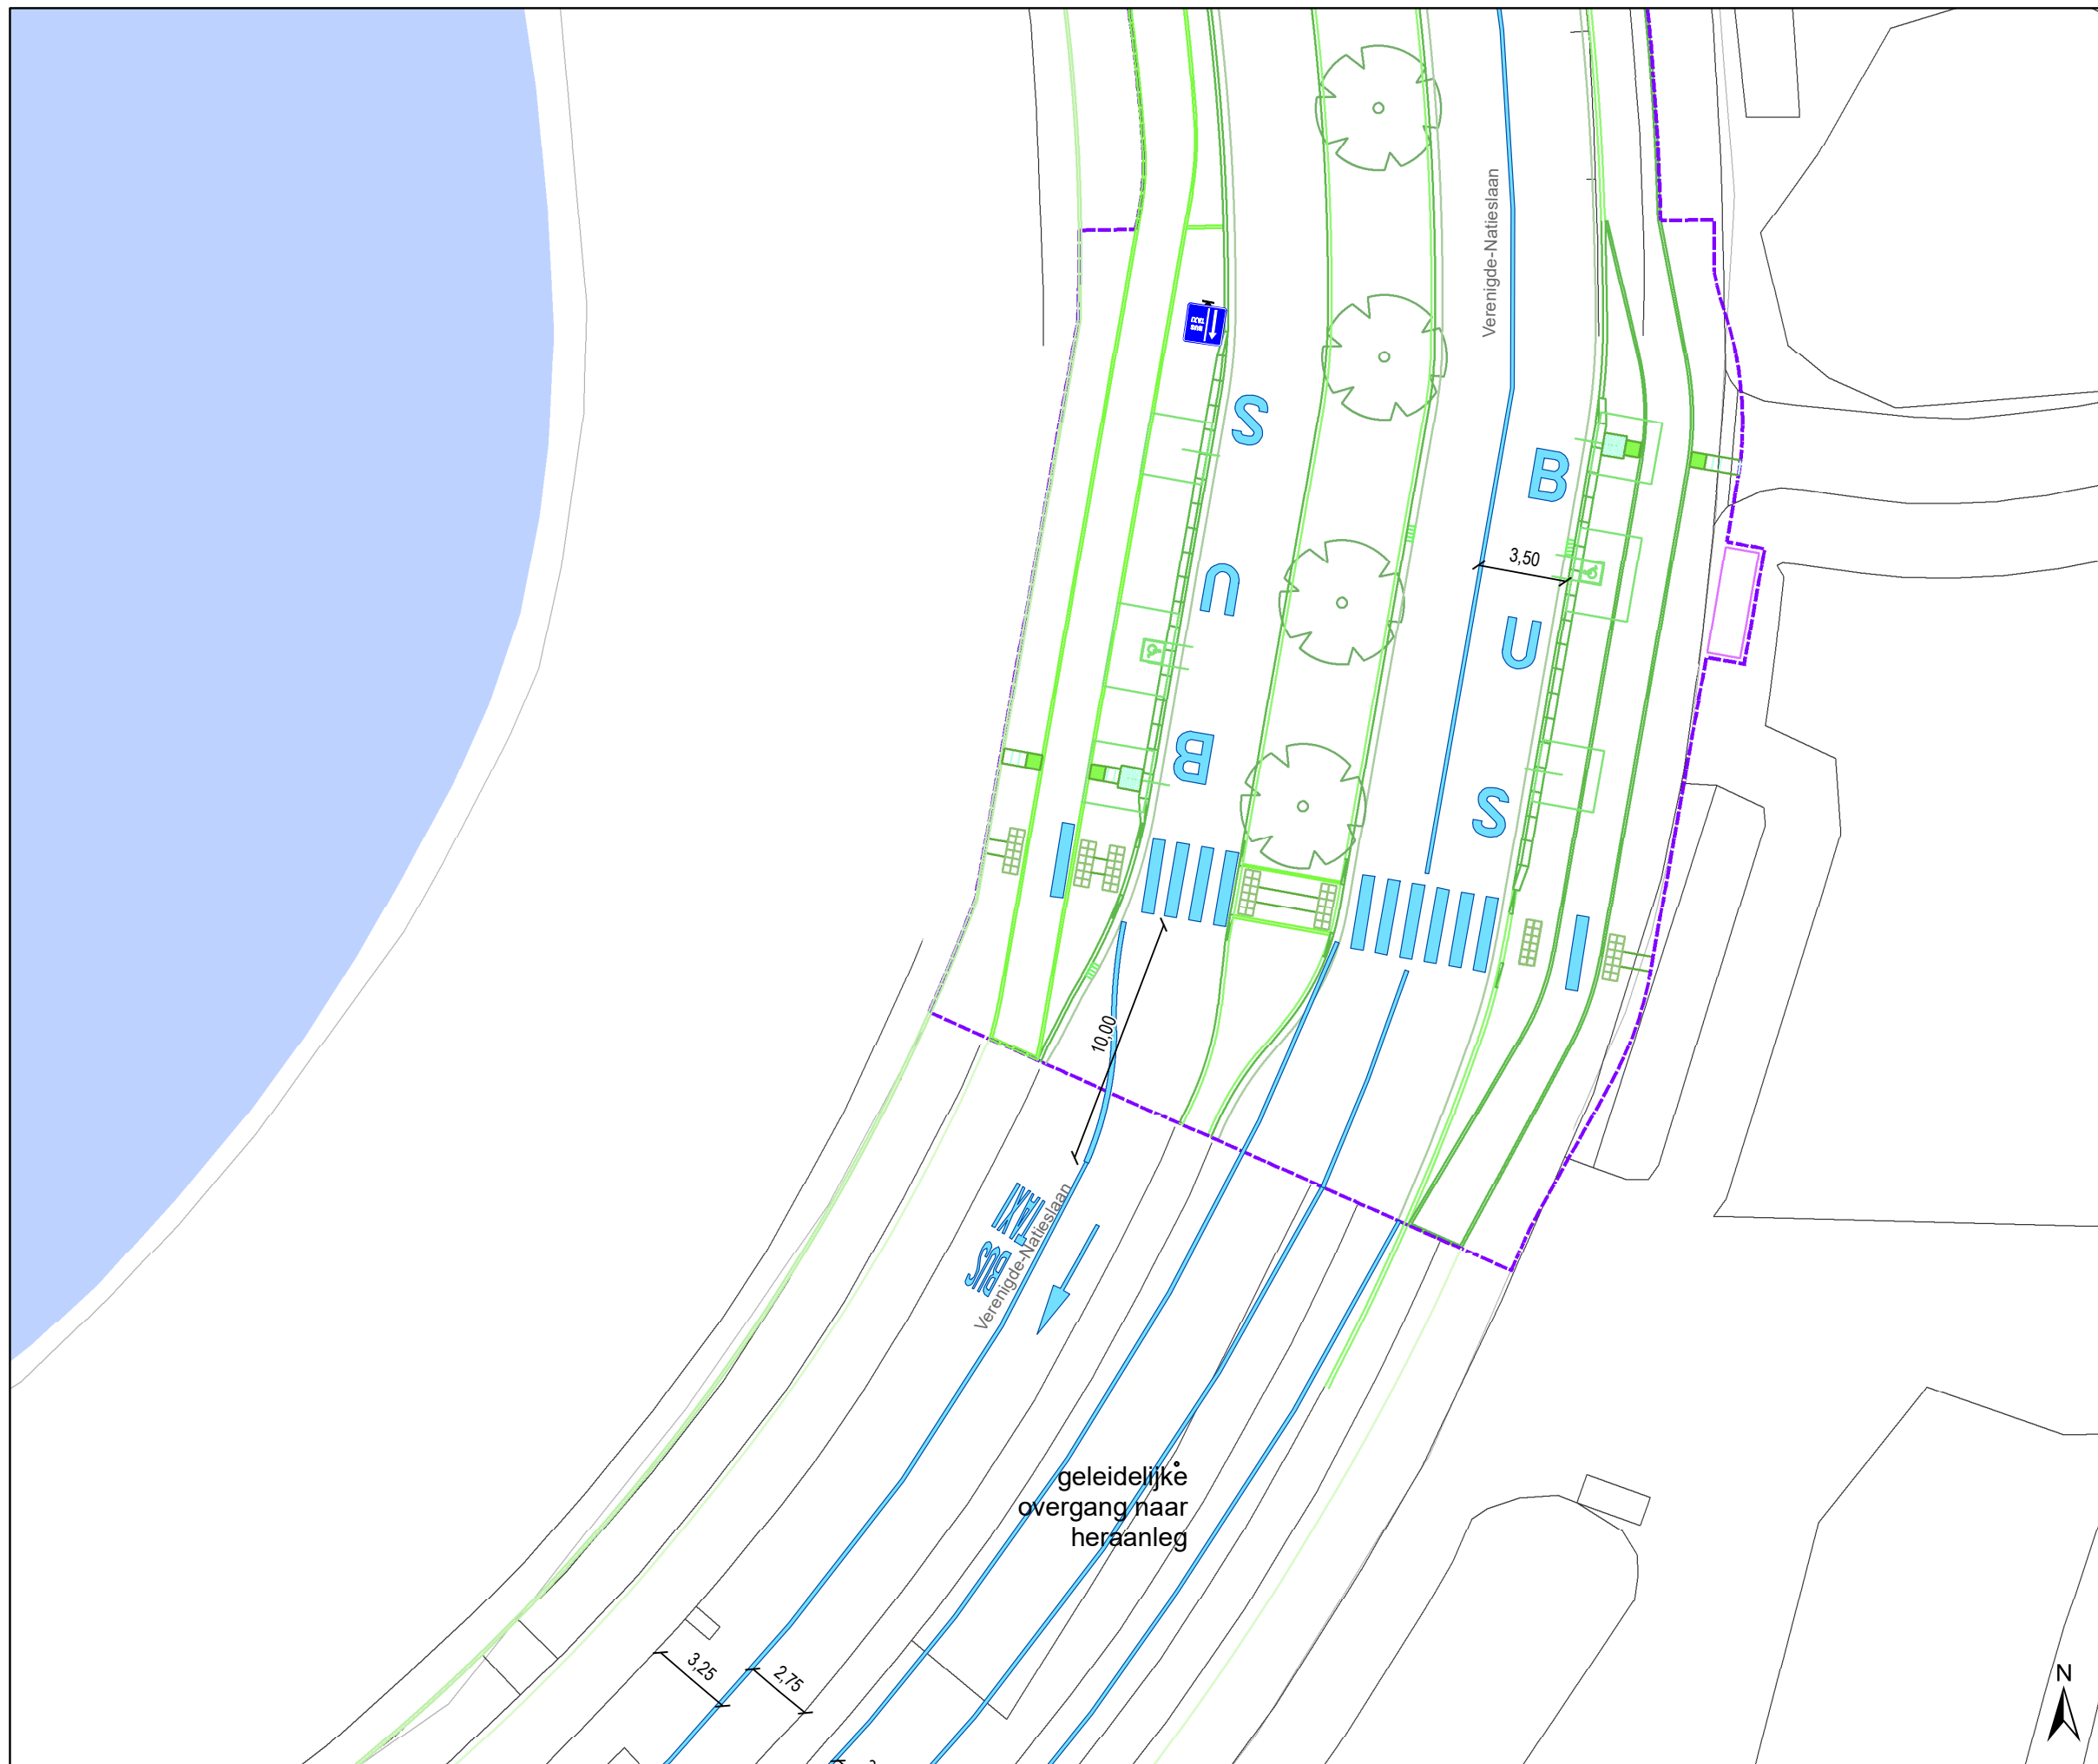 Verenigde-Natieslaan
BUS
TAXI
S
B
3,50
U
U
B
S
10,00
TAXI
BUS
Verenigde-Natieslaan
geleidelijke
overgang naar
heraanleg
3,25
2,75
N